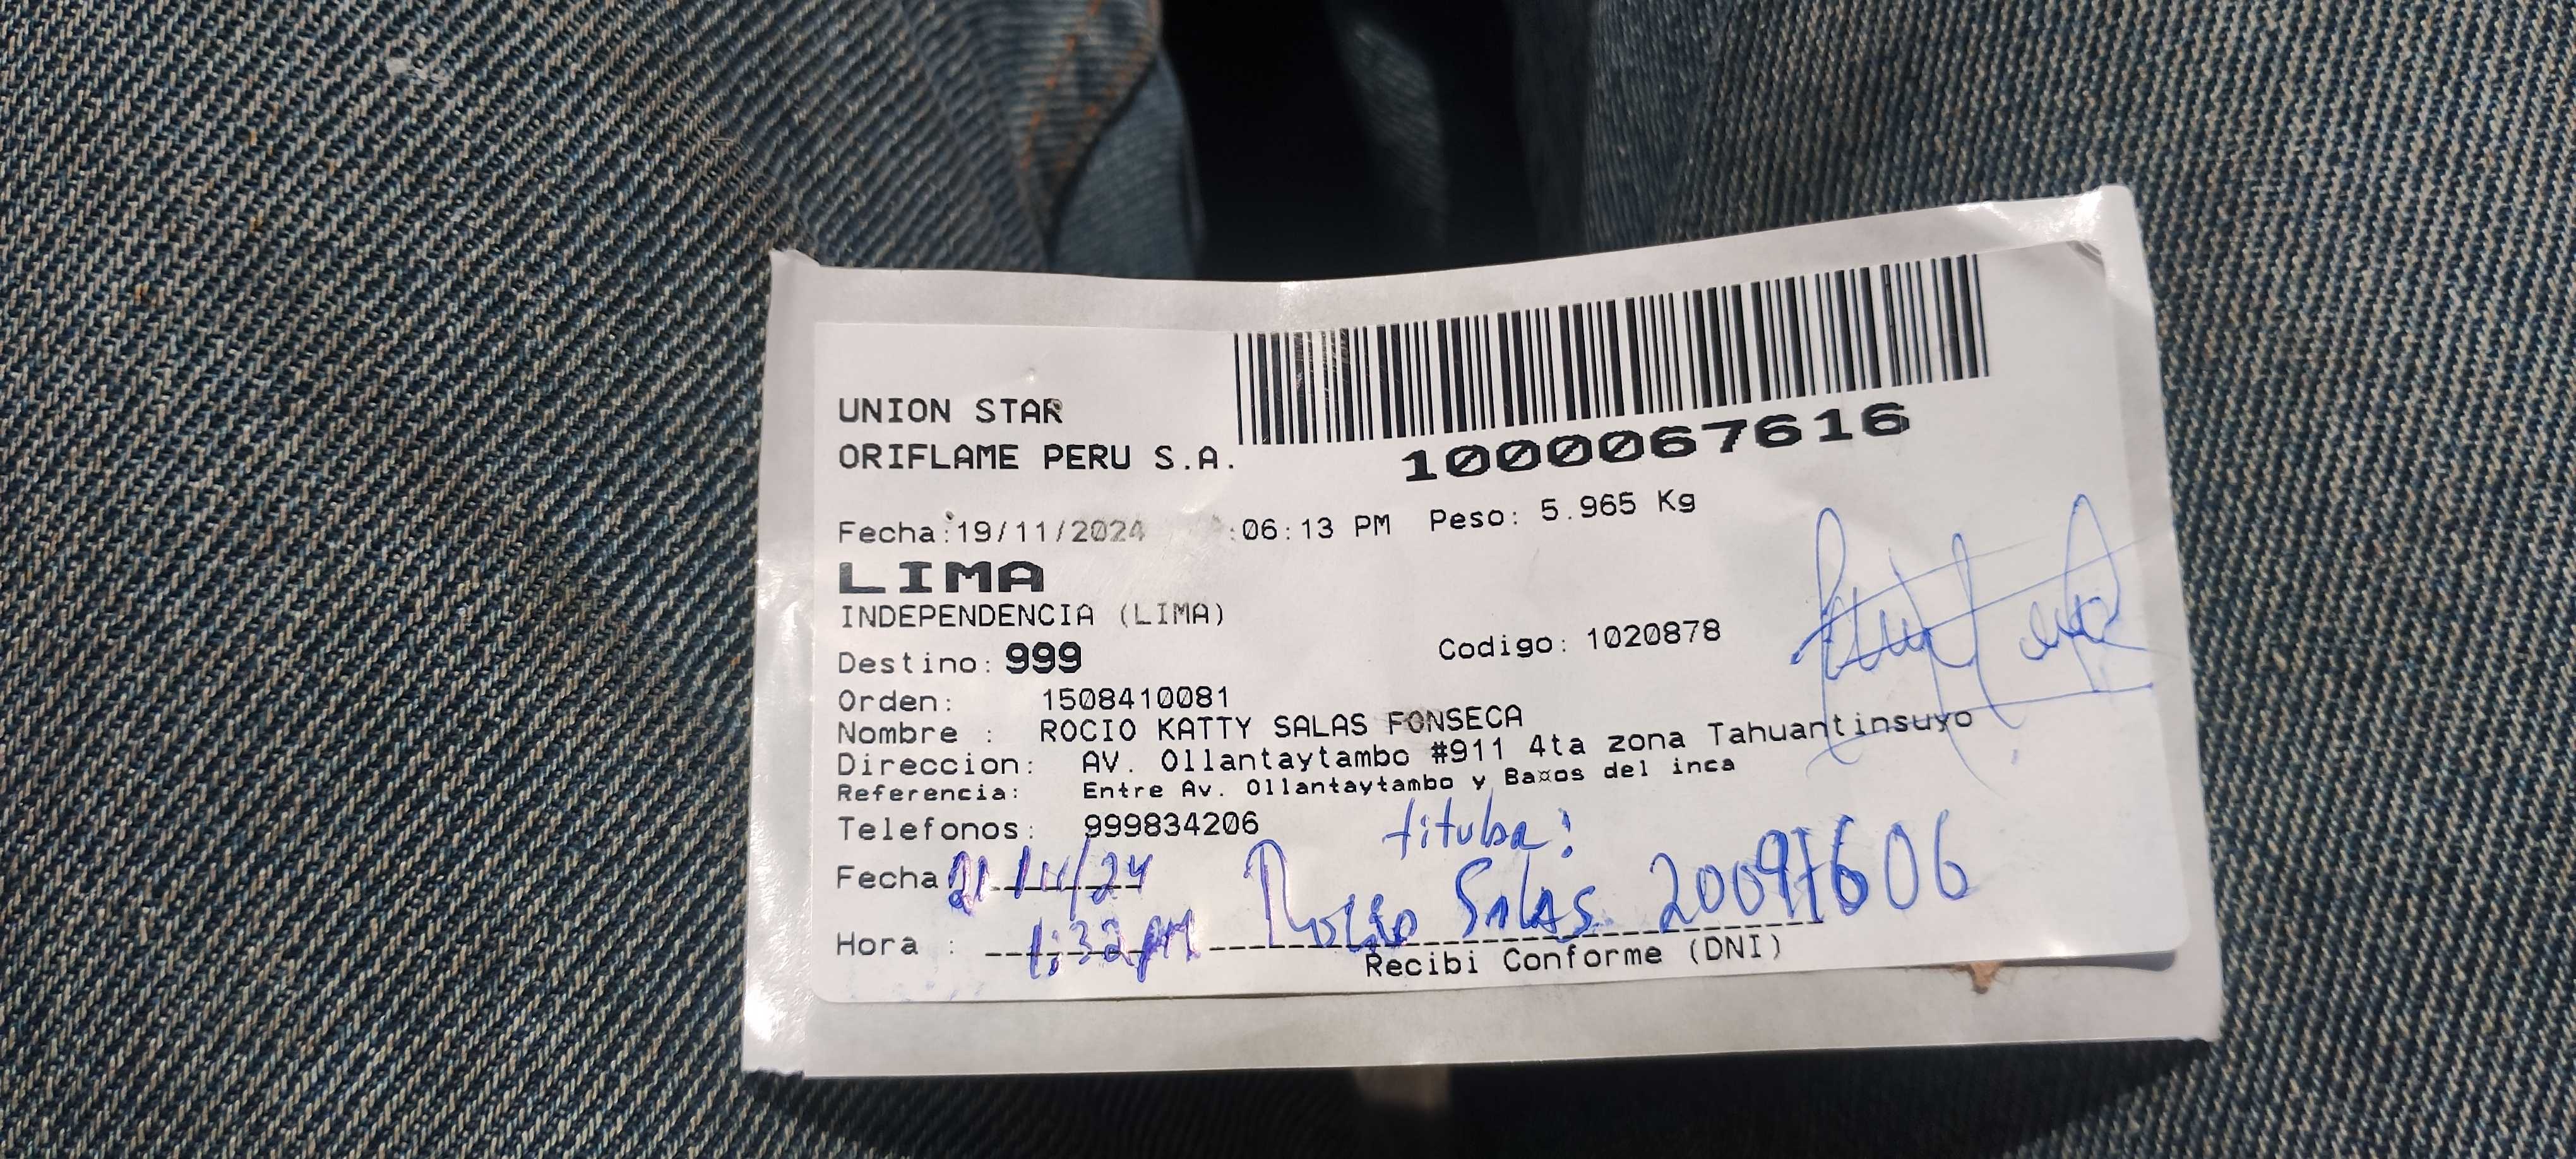 UNION STAR
ORIFLAME PERU S.A.
1000067616
Fecha:19/11/2024 :06:13 PM Peso: 5.965 Kg
LIMA
INDEPENDENCIA (LIMA)
Destino: 999 Codigo: 1020878
Orden: 1508410081
Nombre : ROCIO KATTY SALAS FONSECA
Direccion: AV. Ollantaytambo #911 4ta zona Tahuantinsuyo
Referencia: Entre Av. Ollantaytambo y Ba¤os del inca
Telefonos: 999834206
titular:
Fecha 21/11/24
Rocio Salas. 20097606
Hora : 1:32 pm
Recibi Conforme (DNI)